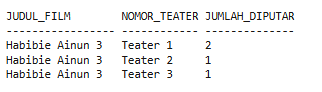 JUDUL_FILM NOMOR_TEATER JUMLAH_DIPUTAR
----------------- ------------ --------------
Habibie Ainun 3 Teater 1 2
Habibie Ainun 3 Teater 2 1
Habibie Ainun 3 Teater 3 1